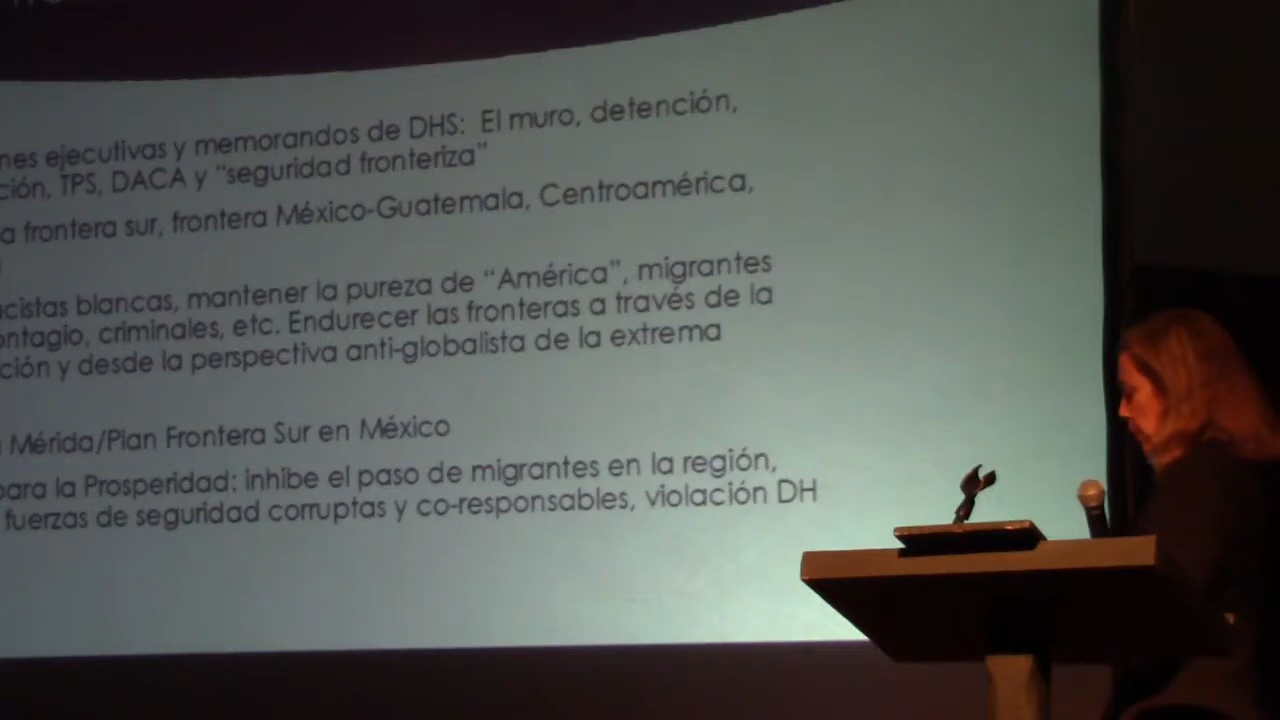 nes ejecutivas y memorandos de DHS: El muro, detención,
ción, TPS, DACA y "seguridad fronteriza"
a frontera sur, frontera México-Guatemala, Centroamérica,
cistas blancas, mantener la pureza de "América", migrantes
ontagio, criminales, etc. Endurecer las fronteras a través de la
ción y desde la perspectiva anti-globalista de la extrema
Mérida/Plan Frontera Sur en México
para la Prosperidad: inhibe el paso de migrantes en la región,
fuerzas de seguridad corruptas y co-responsables, violación DH